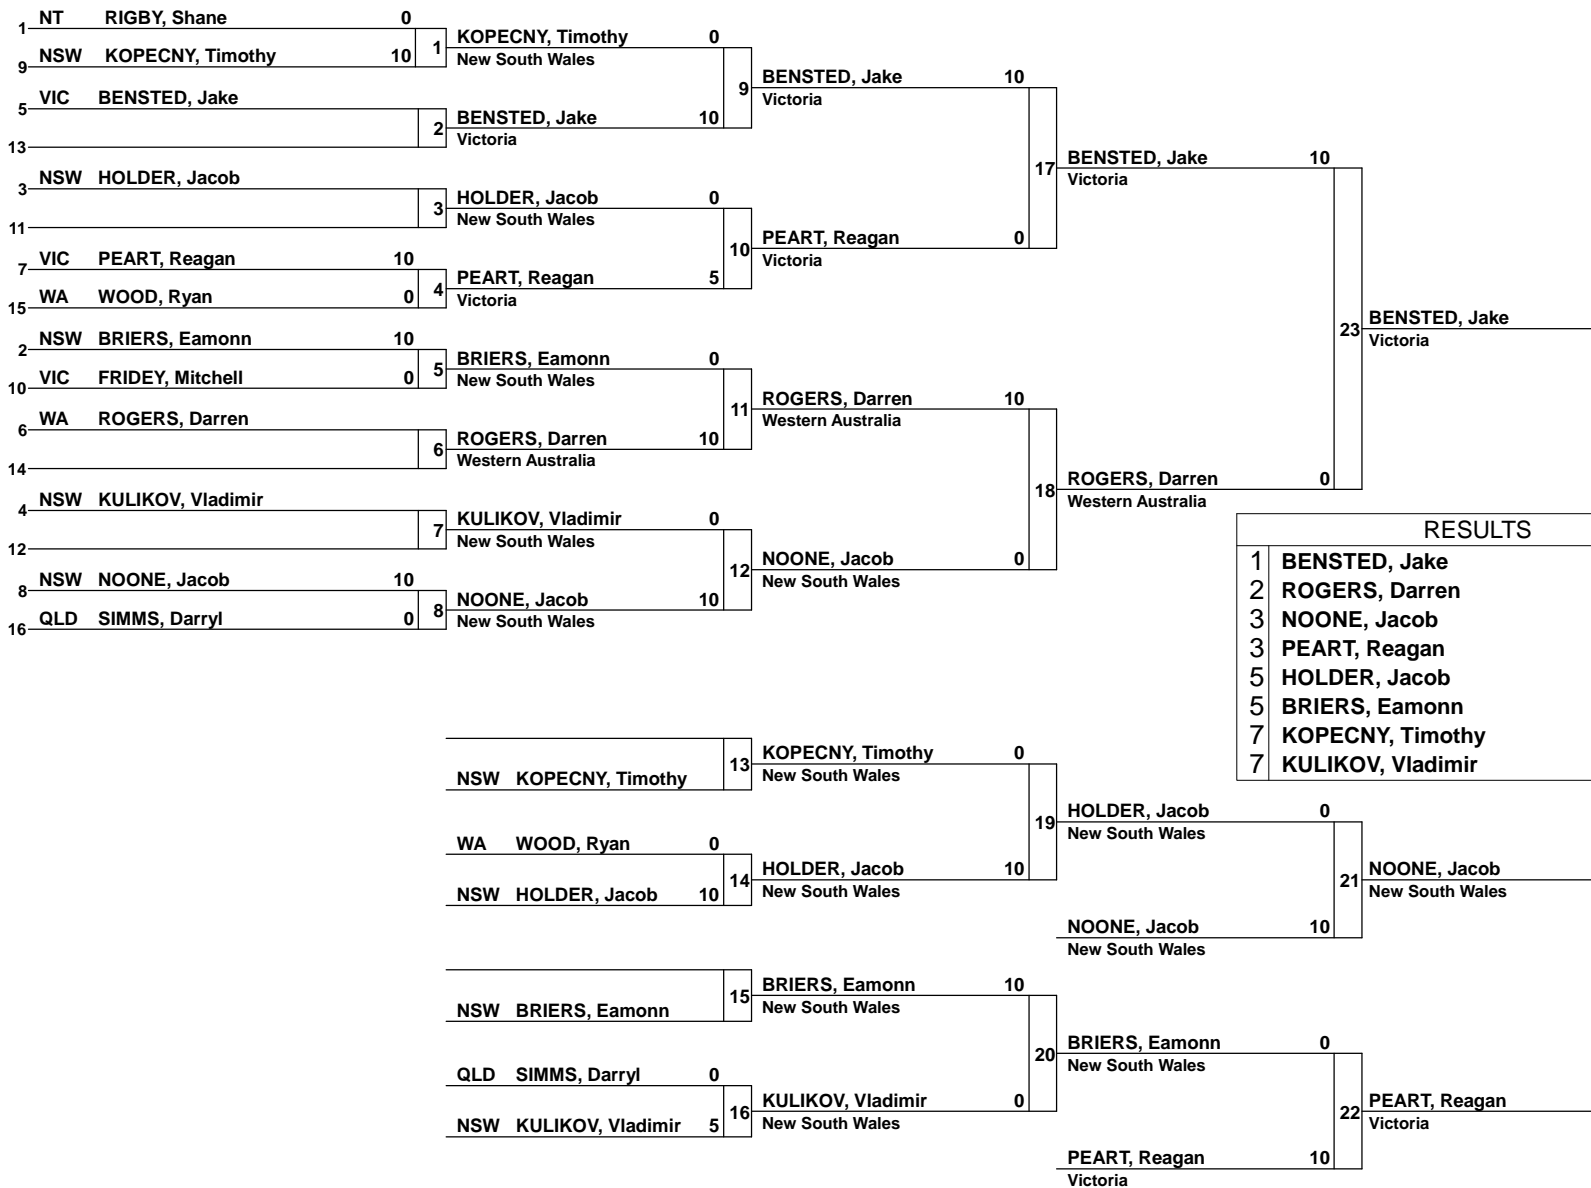 1 NT RIGBY, Shane 0
9 NSW KOPECNY, Timothy 10
1
5 VIC BENSTED, Jake
13
2
3 NSW HOLDER, Jacob
11
3
7 VIC PEART, Reagan 10
15 WA WOOD, Ryan 0
4
2 NSW BRIERS, Eamonn 10
10 VIC FRIDEY, Mitchell 0
5
6 WA ROGERS, Darren
14
6
4 NSW KULIKOV, Vladimir
12
7
8 NSW NOONE, Jacob 10
16 QLD SIMMS, Darryl 0
8
KOPECNY, Timothy 0
New South Wales
9
BENSTED, Jake 10
Victoria
HOLDER, Jacob 0
New South Wales
10
PEART, Reagan 5
Victoria
BRIERS, Eamonn 0
New South Wales
11
ROGERS, Darren 10
Western Australia
KULIKOV, Vladimir 0
New South Wales
12
NOONE, Jacob 10
New South Wales
BENSTED, Jake 10
Victoria
17
PEART, Reagan 0
Victoria
ROGERS, Darren 10
Western Australia
18
NOONE, Jacob 0
New South Wales
BENSTED, Jake 10
Victoria
23
ROGERS, Darren 0
Western Australia
BENSTED, Jake
Victoria
RESULTS
1 BENSTED, Jake
2 ROGERS, Darren
3 NOONE, Jacob
3 PEART, Reagan
5 HOLDER, Jacob
5 BRIERS, Eamonn
7 KOPECNY, Timothy
7 KULIKOV, Vladimir
NSW KOPECNY, Timothy
13
WA WOOD, Ryan 0
NSW HOLDER, Jacob 10
14
NSW BRIERS, Eamonn
15
QLD SIMMS, Darryl 0
NSW KULIKOV, Vladimir 5
16
KOPECNY, Timothy 0
New South Wales
19
HOLDER, Jacob 10
New South Wales
BRIERS, Eamonn 10
New South Wales
20
KULIKOV, Vladimir 0
New South Wales
HOLDER, Jacob 0
New South Wales
21
NOONE, Jacob 10
New South Wales
BRIERS, Eamonn 0
New South Wales
22
PEART, Reagan 10
Victoria
NOONE, Jacob
New South Wales
PEART, Reagan
Victoria